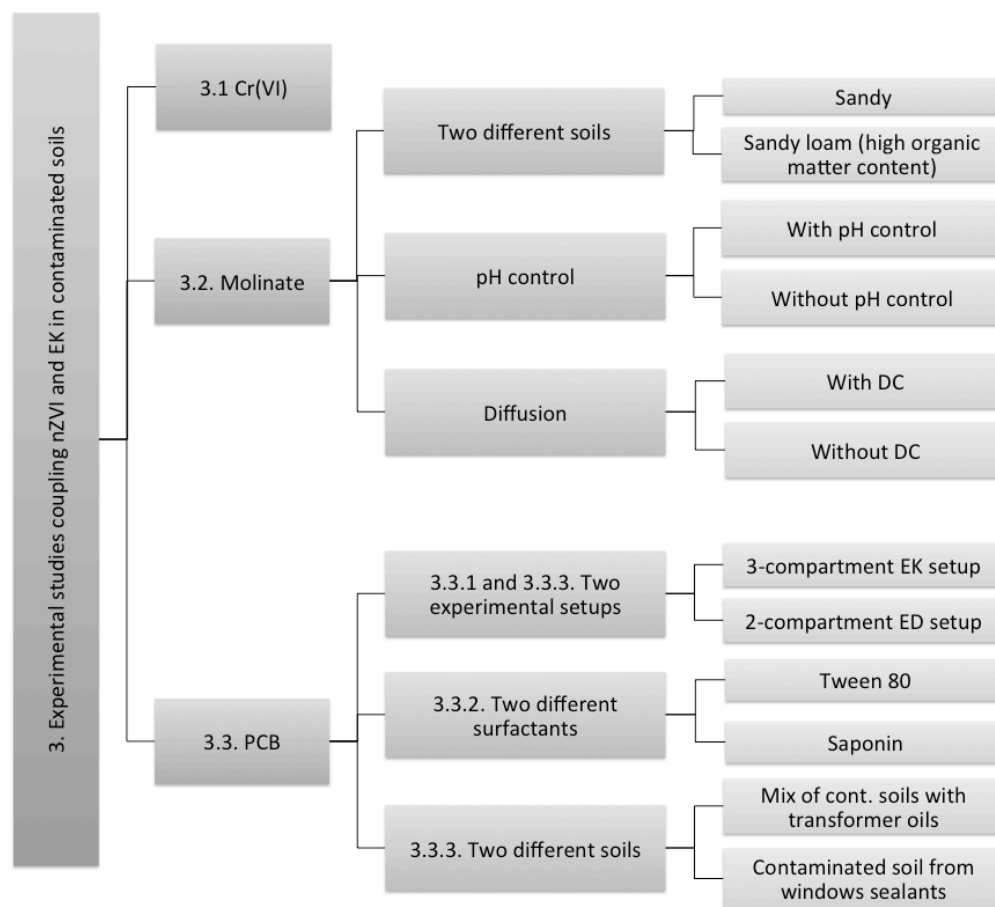 3. Experimental studies coupling nZVI and EK in contaminated soils
3.1 Cr(VI)
3.2. Molinate
Two different soils
Sandy
Sandy loam (high organic
matter content)
pH control
With pH control
Without pH control
Diffusion
With DC
Without DC
3.3. PCB
3.3.1 and 3.3.3. Two
experimental setups
3-compartment EK setup
2-compartment ED setup
3.3.2. Two different
surfactants
Tween 80
Saponin
3.3.3. Two different soils
Mix of cont. soils with
transformer oils
Contaminated soil from
windows sealants